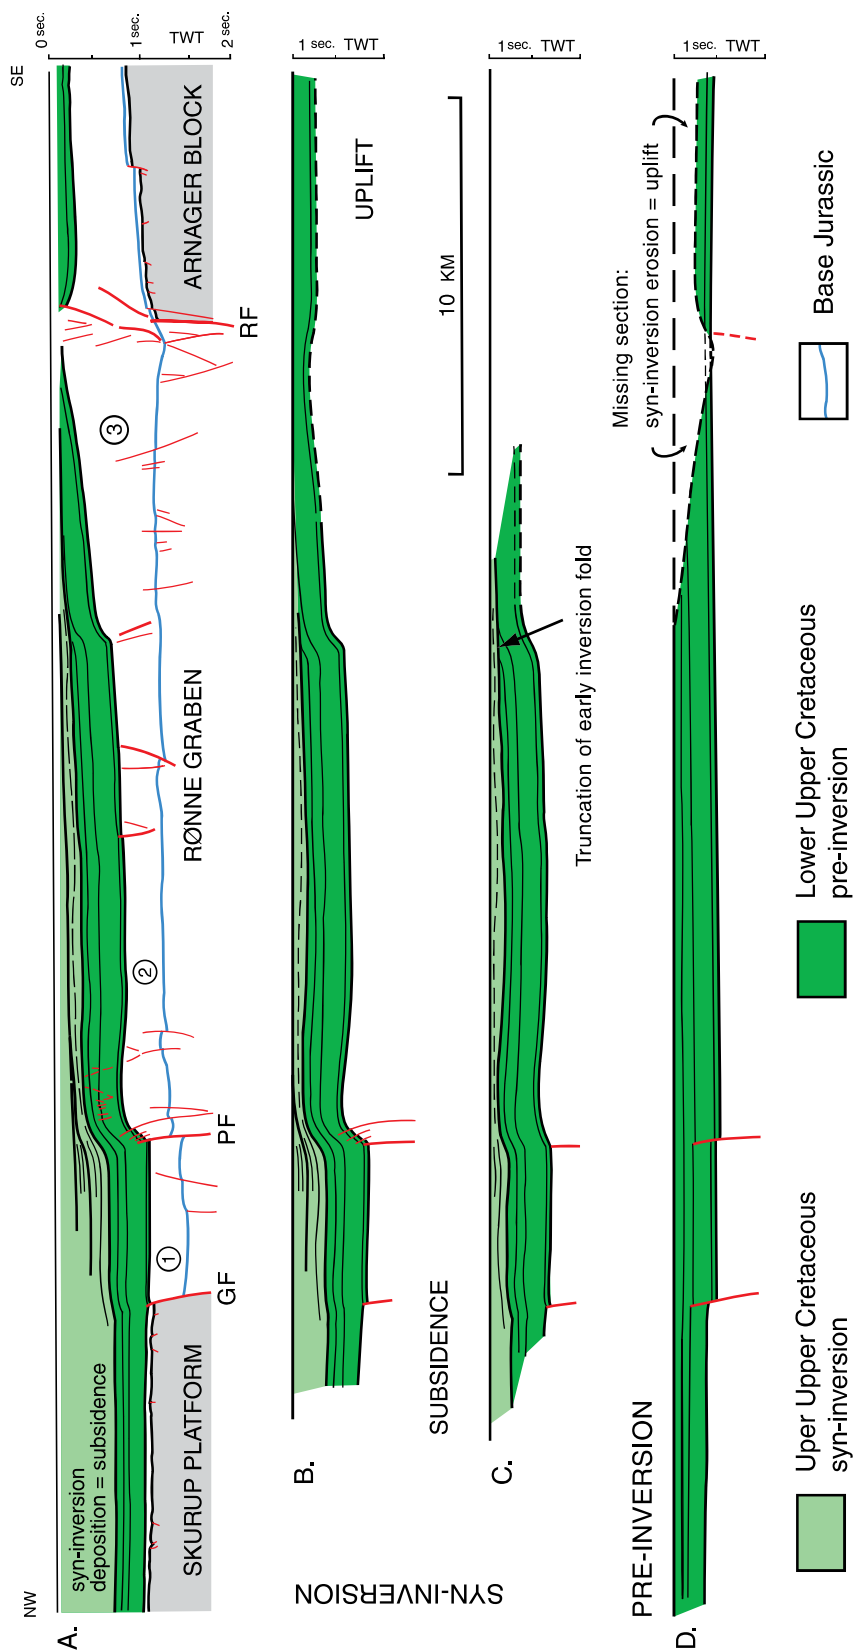 NW
SE
A.
syn-inversion
deposition = subsidence
SKURUP PLATFORM
GF
1
PF
2
RØNNE GRABEN
3
RF
ARNAGER BLOCK
0 sec.
1 sec.
TWT
2 sec.
SYN-INVERSION
B.
SUBSIDENCE
UPLIFT
1 sec. TWT
10 KM
C.
Truncation of early inversion fold
1 sec. TWT
PRE-INVERSION
D.
Missing section:
syn-inversion erosion = uplift
1 sec. TWT
Uper Upper Cretaceous
syn-inversion
Lower Upper Cretaceous
pre-inversion
Base Jurassic